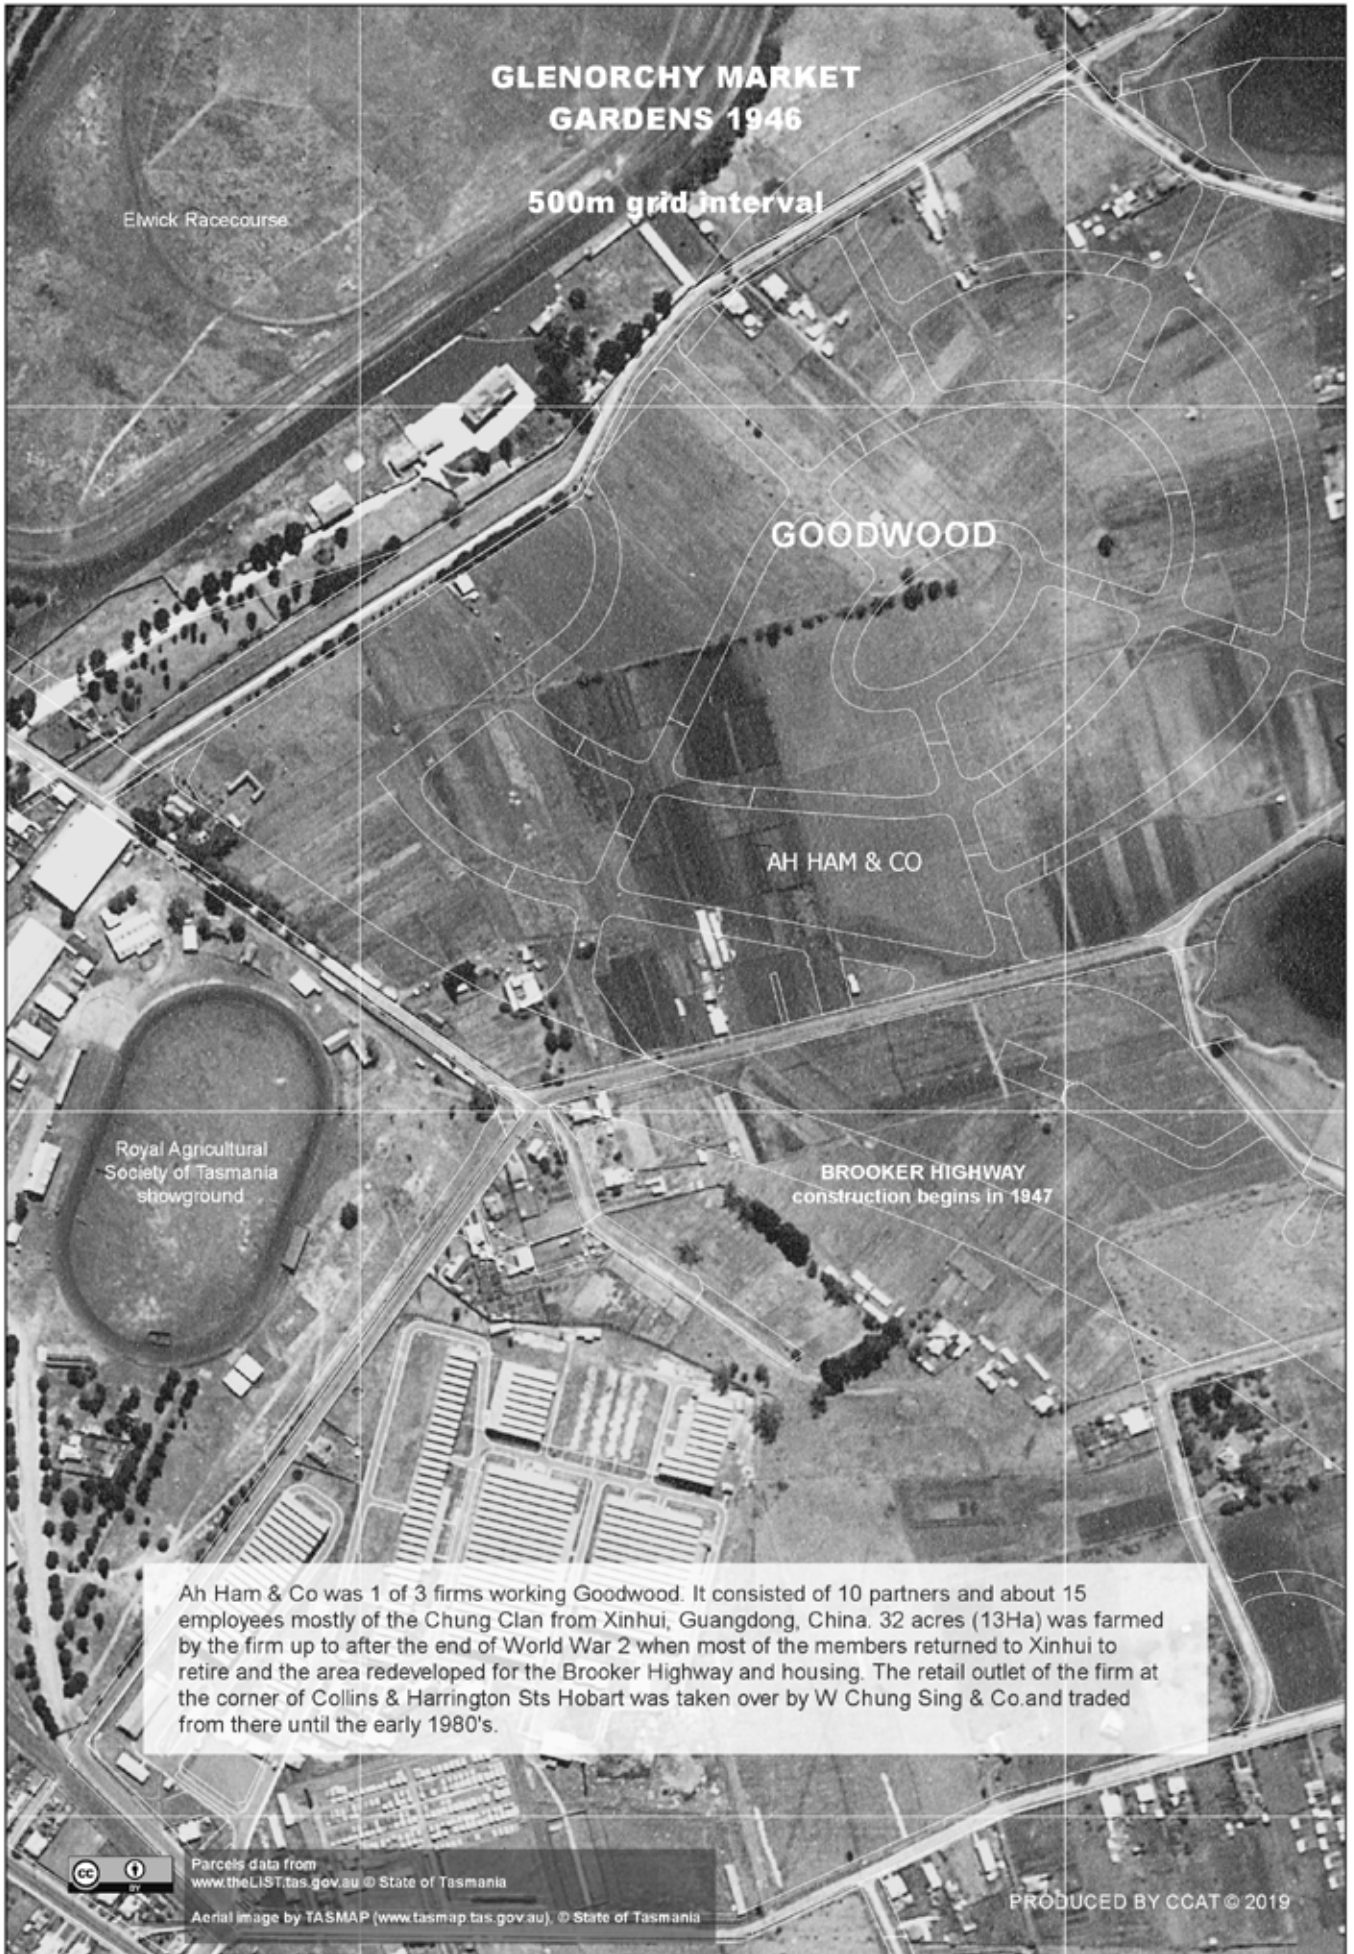 GLENORCHY MARKET
GARDENS 1946
500m grid interval
Elwick Racecourse
GOODWOOD
AH HAM & CO
Royal Agricultural
Society of Tasmania
showground
BROOKER HIGHWAY
construction begins in 1947
Ah Ham & Co was 1 of 3 firms working Goodwood. It consisted of 10 partners and about 15
employees mostly of the Chung Clan from Xinhui, Guangdong, China. 32 acres (13Ha) was farmed
by the firm up to after the end of World War 2 when most of the members returned to Xinhui to
retire and the area redeveloped for the Brooker Highway and housing. The retail outlet of the firm at
the corner of Collins & Harrington Sts Hobart was taken over by W Chung Sing & Co.and traded
from there until the early 1980's.
cc
BY
Parcels data from
www.theLIST.tas.gov.au © State of Tasmania
Aerial image by TASMAP (www.tasmap.tas.gov.au), © State of Tasmania
PRODUCED BY CCAT © 2019